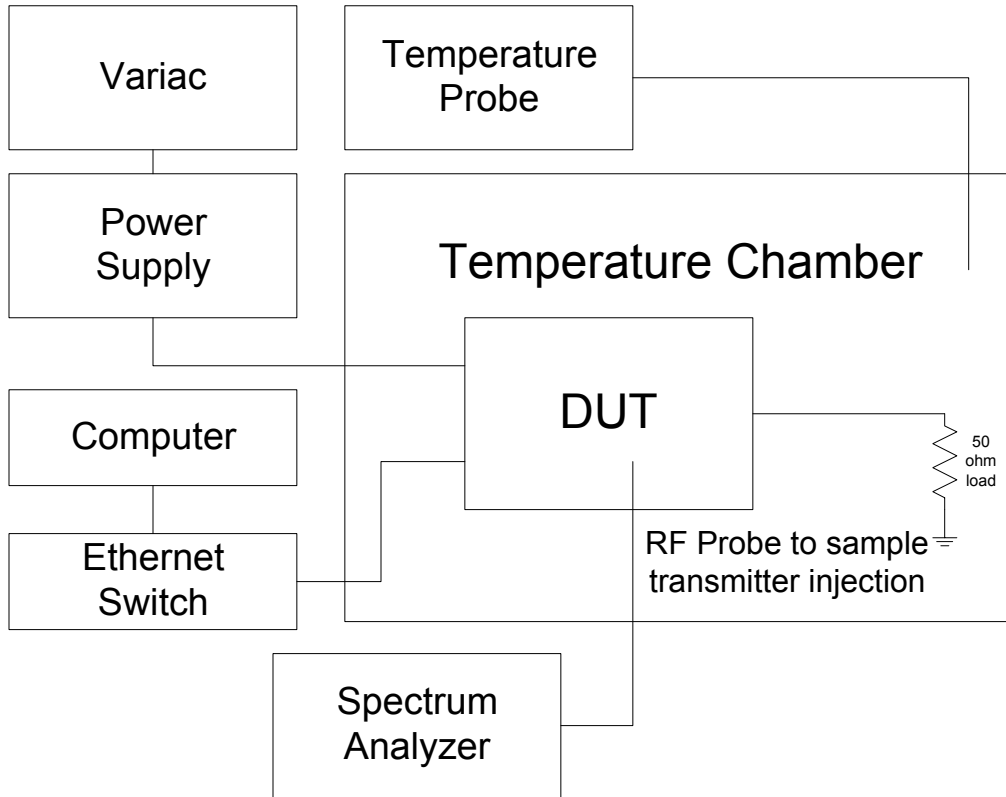 Variac
Temperature
Probe
Power
Supply
Temperature Chamber
DUT
Computer
50
ohm
load
Ethernet
Switch
RF Probe to sample
transmitter injection
Spectrum
Analyzer